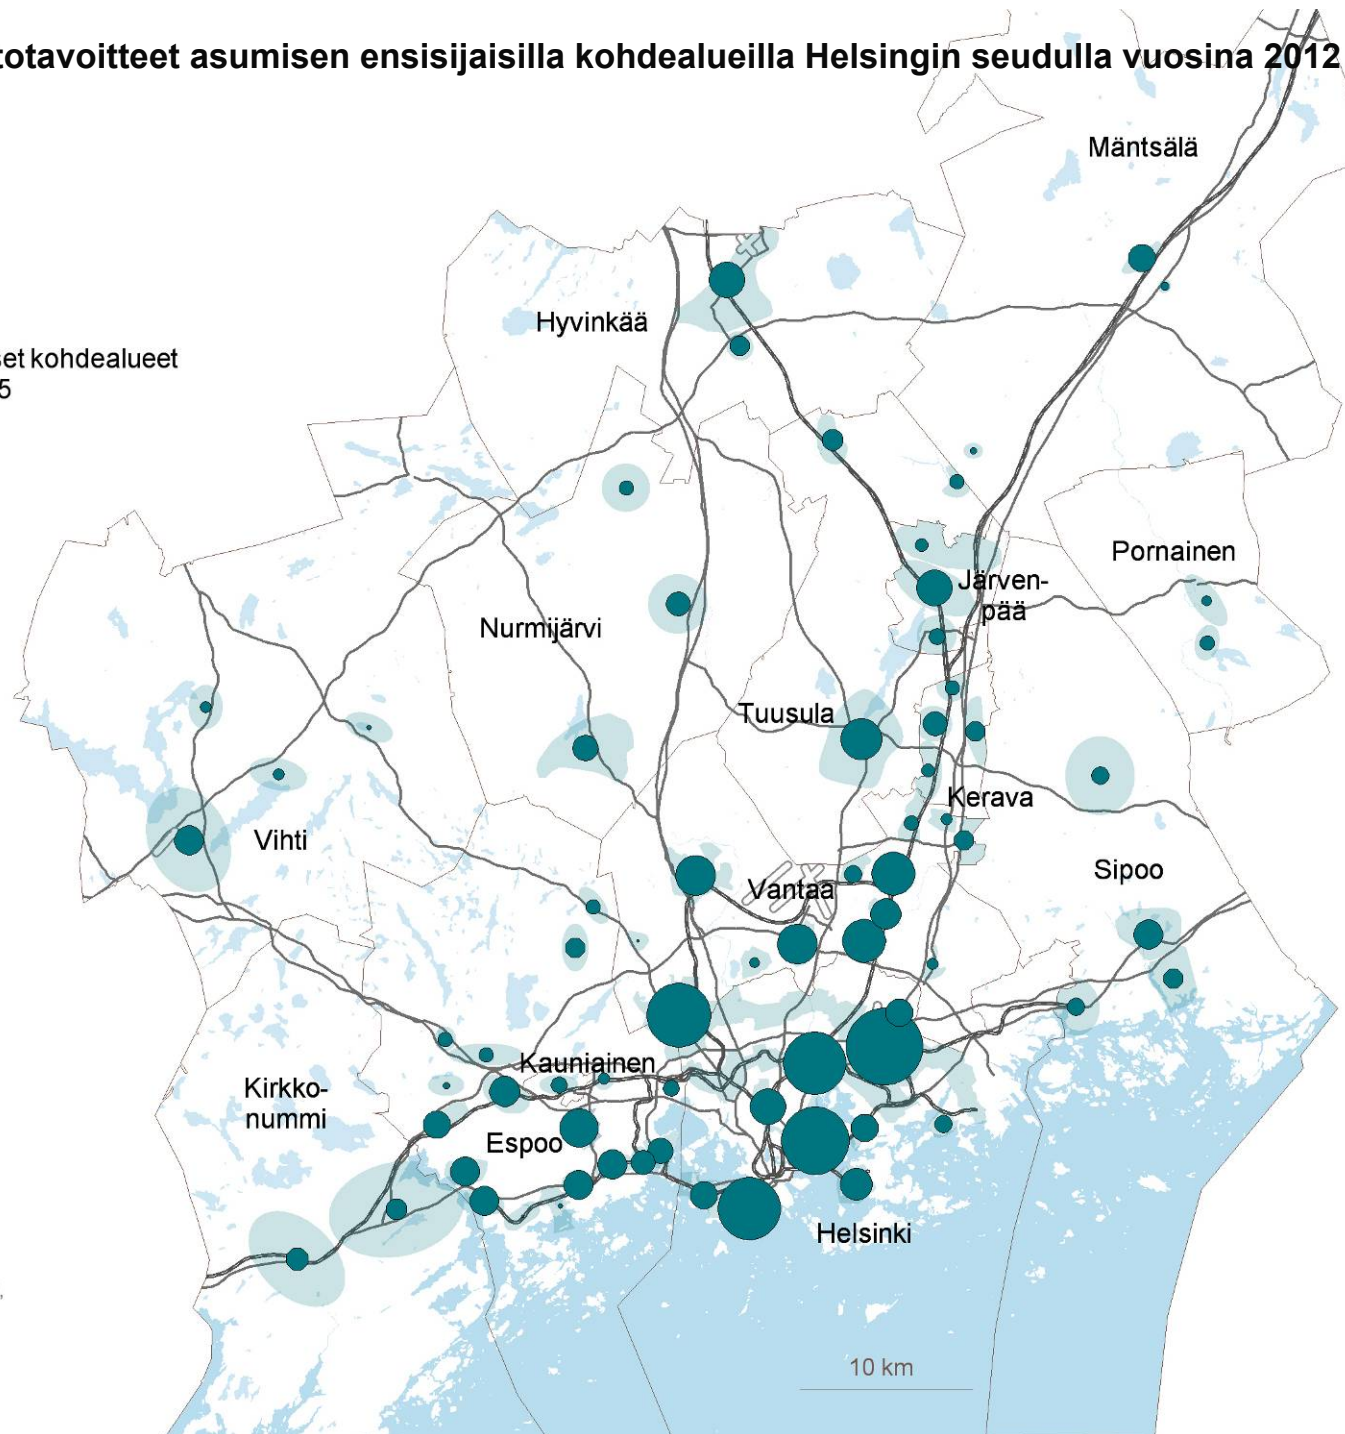 totavoitteet asumisen ensisijaisilla kohdealueilla Helsingin seudulla vuosina 2012
Mäntsälä
Hyvinkää
set kohdealueet
5
Pornainen
Järven-
pää
Nurmijärvi
Tuusula
Kerava
Vihti
Vantaa
Sipoo
Kauniainen
Kirkko-
nummi
Espoo
Helsinki
10 km